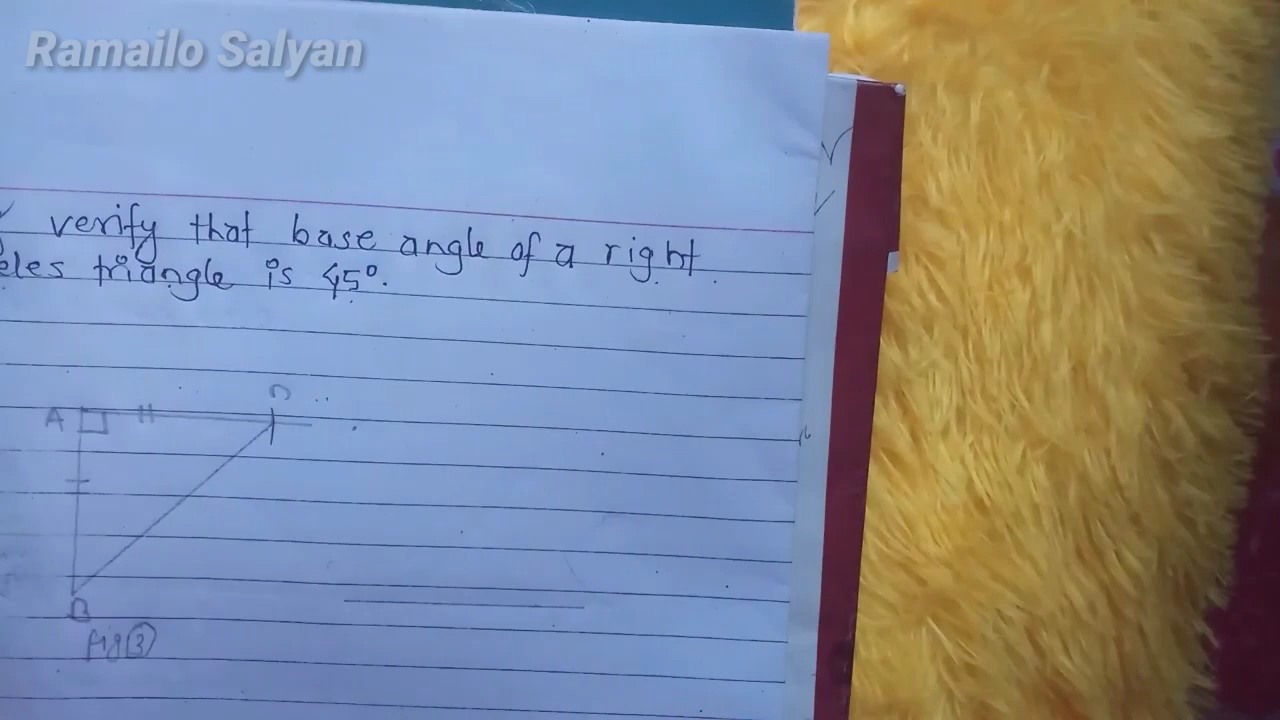 Ramailo Salyan
verify that base angle of a right
eles triangle is 45°.
A
B
fig 3